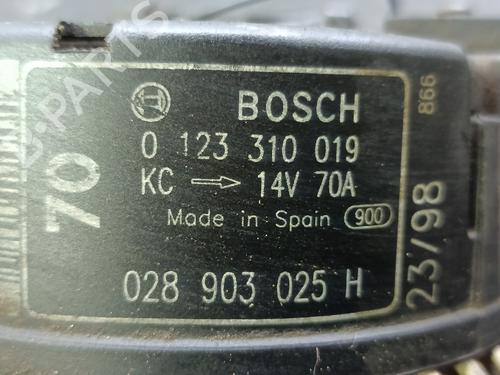 BOSCH
0 123 310 019
KC → 14V 70A
Made in Spain 900
028 903 025 H
70
23/98
866
B-PARTS